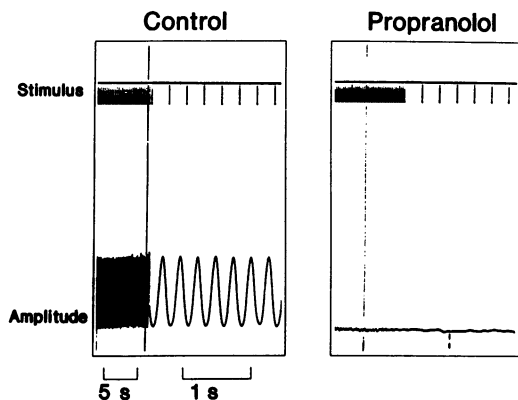 Control
Propranolol
Stimulus
Amplitude
5 s
1 s